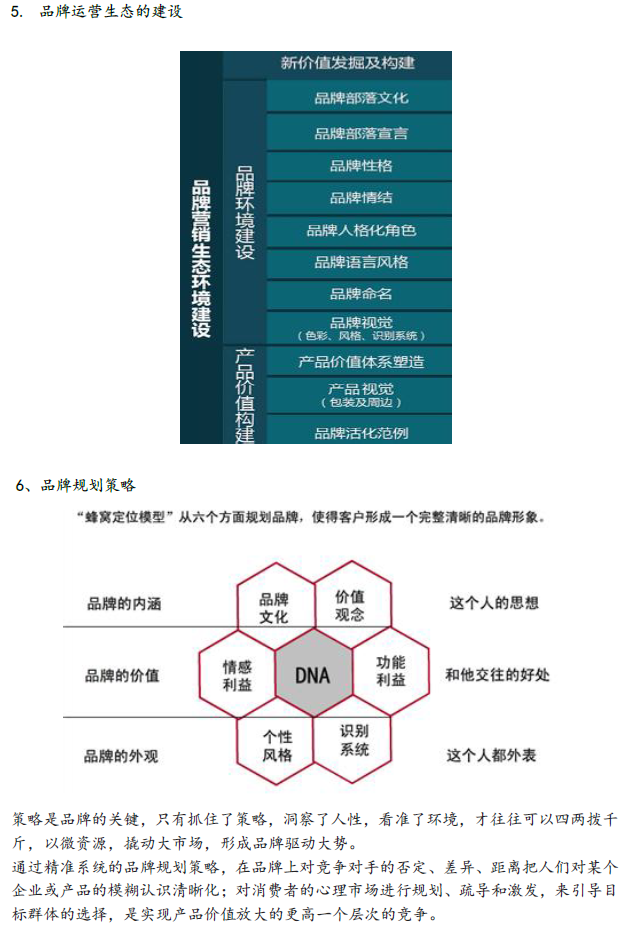 5. 品牌运营生态的建设
新价值发掘及构建
品牌营销生态环境建设
品牌环境建设
品牌部落文化
品牌部落宣言
品牌性格
品牌情结
品牌人格化角色
品牌语言风格
品牌命名
品牌视觉
（色彩、风格、识别系统）
产品价值构建
产品价值体系塑造
产品视觉
（包装及周边）
品牌活化范例
6、品牌规划策略
“蜂窝定位模型”从六个方面规划品牌，使得客户形成一个完整清晰的品牌形象。
品牌的内涵
品牌
文化
价值
观念
这个人的思想
品牌的价值
情感
利益
DNA
功能
利益
和他交往的好处
品牌的外观
个性
风格
识别
系统
这个人都外表
策略是品牌的关键，只有抓住了策略，洞察了人性，看准了环境，才往往可以四两拨千
斤，以微资源，撬动大市场，形成品牌驱动大势。
通过精准系统的品牌规划策略，在品牌上对竞争对手的否定、差异、距离把人们对某个
企业或产品的模糊认识清晰化；对消费者的心理市场进行规划、疏导和激发，来引导目
标群体的选择，是实现产品价值放大的更高一个层次的竞争。